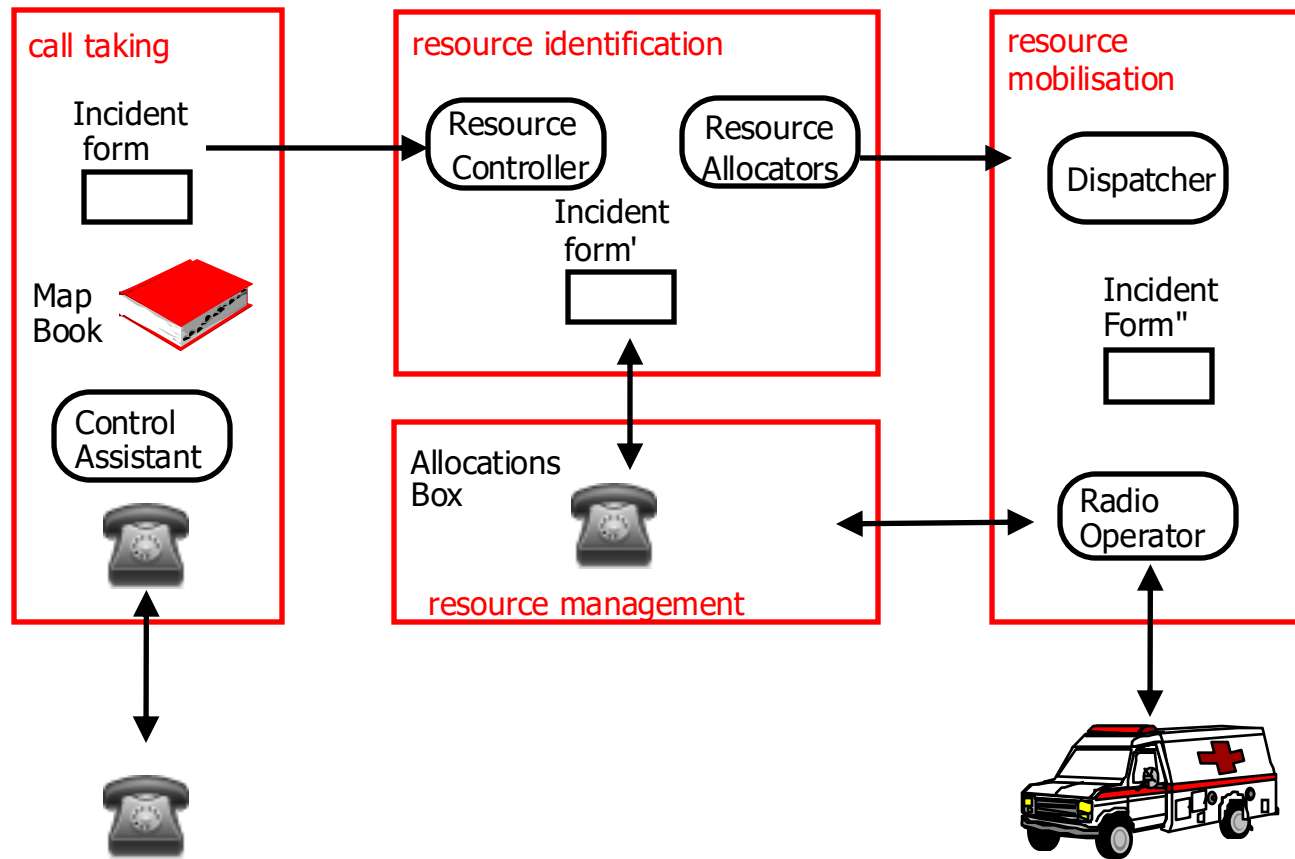 call taking
Incident
form
Map
Book
Control
Assistant
resource identification
Resource
Controller
Resource
Allocators
Incident
form'
Allocations
Box
resource management
resource
mobilisation
Dispatcher
Incident
Form"
Radio
Operator